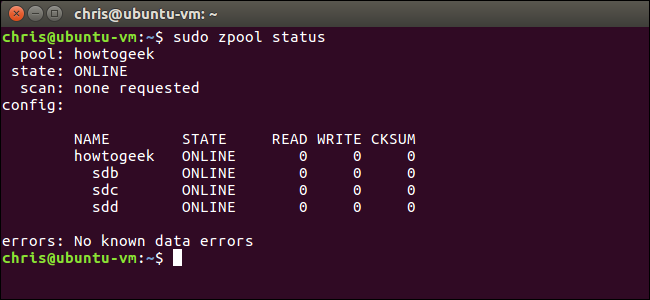 chris@ubuntu-vm: ~
chris@ubuntu-vm:~$ sudo zpool status
  pool: howtogeek
 state: ONLINE
  scan: none requested
config:

        NAME        STATE     READ WRITE CKSUM
        howtogeek   ONLINE       0     0     0
          sdb       ONLINE       0     0     0
          sdc       ONLINE       0     0     0
          sdd       ONLINE       0     0     0

errors: No known data errors
chris@ubuntu-vm:~$